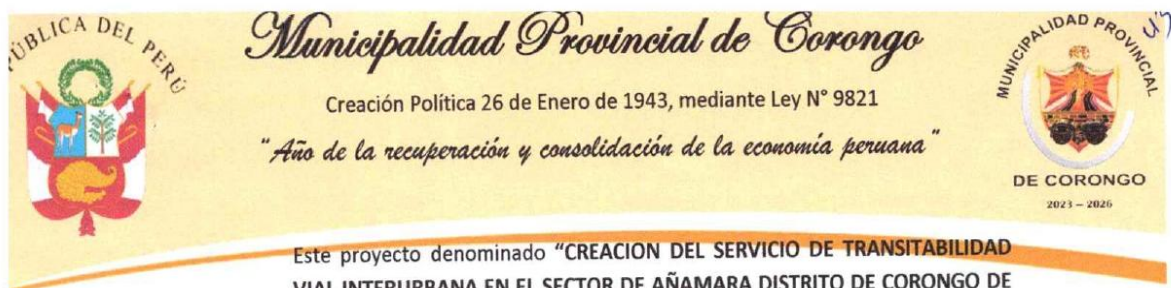 REPÚBLICA DEL PERÚ
Municipalidad Provincial de Corongo
Creación Política 26 de Enero de 1943, mediante Ley N° 9821
"Año de la recuperación y consolidación de la economía peruana"
MUNICIPALIDAD PROVINCIAL
DE CORONGO
2023 – 2026
Este proyecto denominado "CREACION DEL SERVICIO DE TRANSITABILIDAD
VIAL INTERURBANA EN EL SECTOR DE AÑAMARA DISTRITO DE CORONGO DE